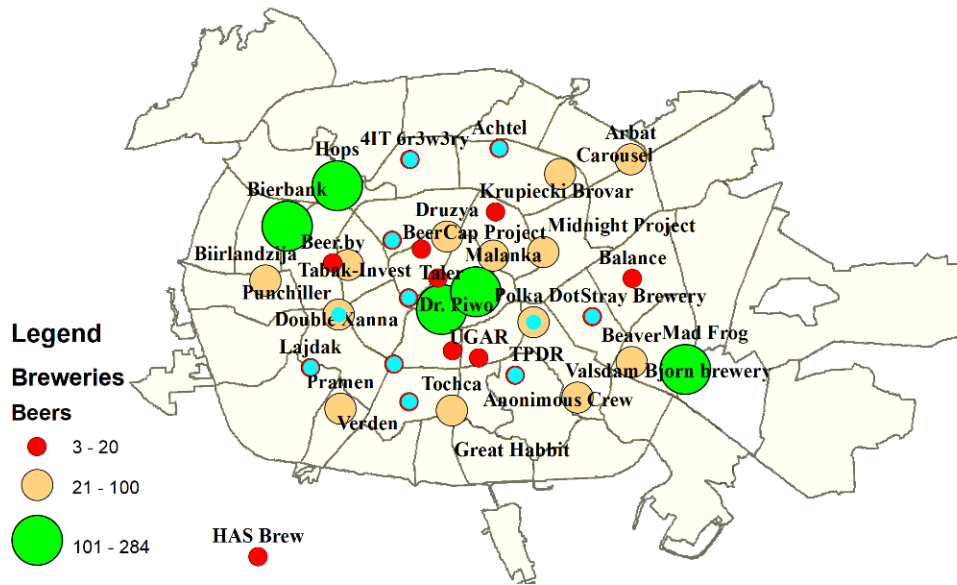 Arbat
Achtel
4IT 6r3w3ry
Hops
Carousel
Bierbank
Krupiecki Brovar
Druzya
Midnight Project
BeerCap Project
Beer.by
Biirlandzija
Malanka
Balance
Tabak-Invest
Taler
Punchiller
Polka
DotStray Brewery
Dr. Piwo
Double Xanna
Legend
UGAR
Beaver
Mad Frog
Lajdak
TPDR
Breweries
Pramen
Tochca
Valsdam
Bjorn brewery
Anonimous Crew
Beers
Verden
3 - 20
Great Habbit
21 - 100
HAS Brew
101 - 284